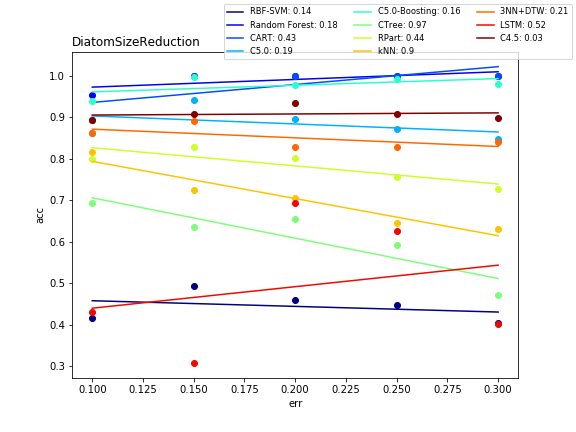 RBF-SVM: 0.14
Random Forest: 0.18
CART: 0.43
C5.0: 0.19
C5.0-Boosting: 0.16
CTree: 0.97
RPart: 0.44
kNN: 0.9
3NN+DTW: 0.21
LSTM: 0.52
C4.5: 0.03
DiatomSizeReduction
1.0
0.9
0.8
0.7
0.6
0.5
0.4
0.3
acc
0.100 0.125 0.150 0.175 0.200 0.225 0.250 0.275 0.300
err